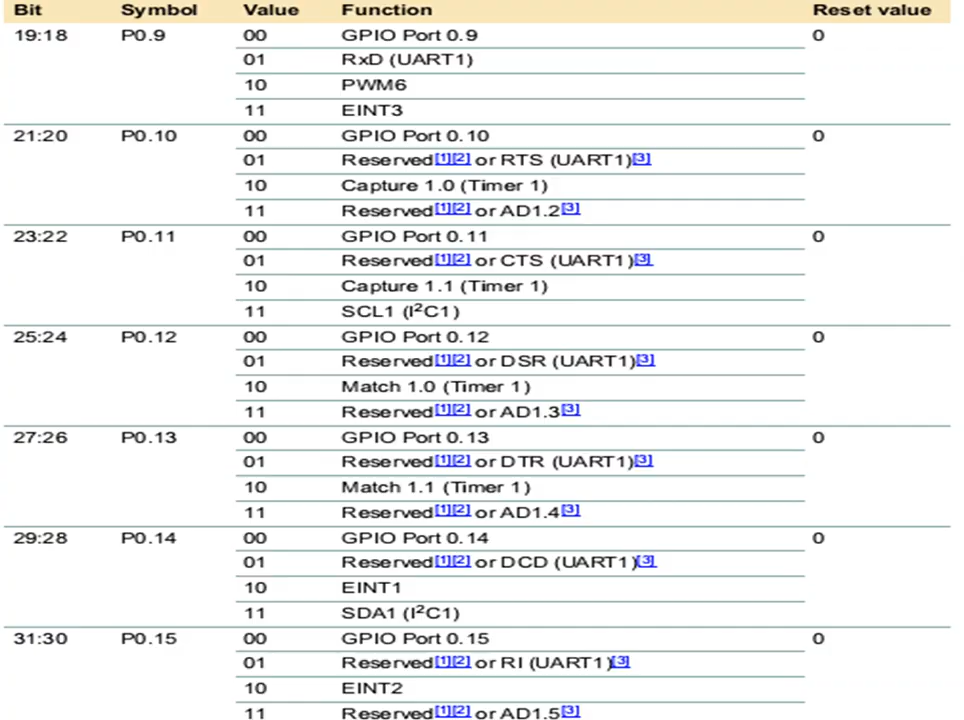 Bit Symbol Value Function Reset value
19:18 P0.9 00 GPIO Port 0.9 0
01 RxD (UART1)
10 PWM6
11 EINT3
21:20 P0.10 00 GPIO Port 0.10 0
01 Reserved[1][2] or RTS (UART1)[3]
10 Capture 1.0 (Timer 1)
11 Reserved[1][2] or AD1.2[3]
23:22 P0.11 00 GPIO Port 0.11 0
01 Reserved[1][2] or CTS (UART1)[3]
10 Capture 1.1 (Timer 1)
11 SCL1 (I²C1)
25:24 P0.12 00 GPIO Port 0.12 0
01 Reserved[1][2] or DSR (UART1)[3]
10 Match 1.0 (Timer 1)
11 Reserved[1][2] or AD1.3[3]
27:26 P0.13 00 GPIO Port 0.13 0
01 Reserved[1][2] or DTR (UART1)[3]
10 Match 1.1 (Timer 1)
11 Reserved[1][2] or AD1.4[3]
29:28 P0.14 00 GPIO Port 0.14 0
01 Reserved[1][2] or DCD (UART1)[3]
10 EINT1
11 SDA1 (I²C1)
31:30 P0.15 00 GPIO Port 0.15 0
01 Reserved[1][2] or RI (UART1)[3]
10 EINT2
11 Reserved[1][2] or AD1.5[3]